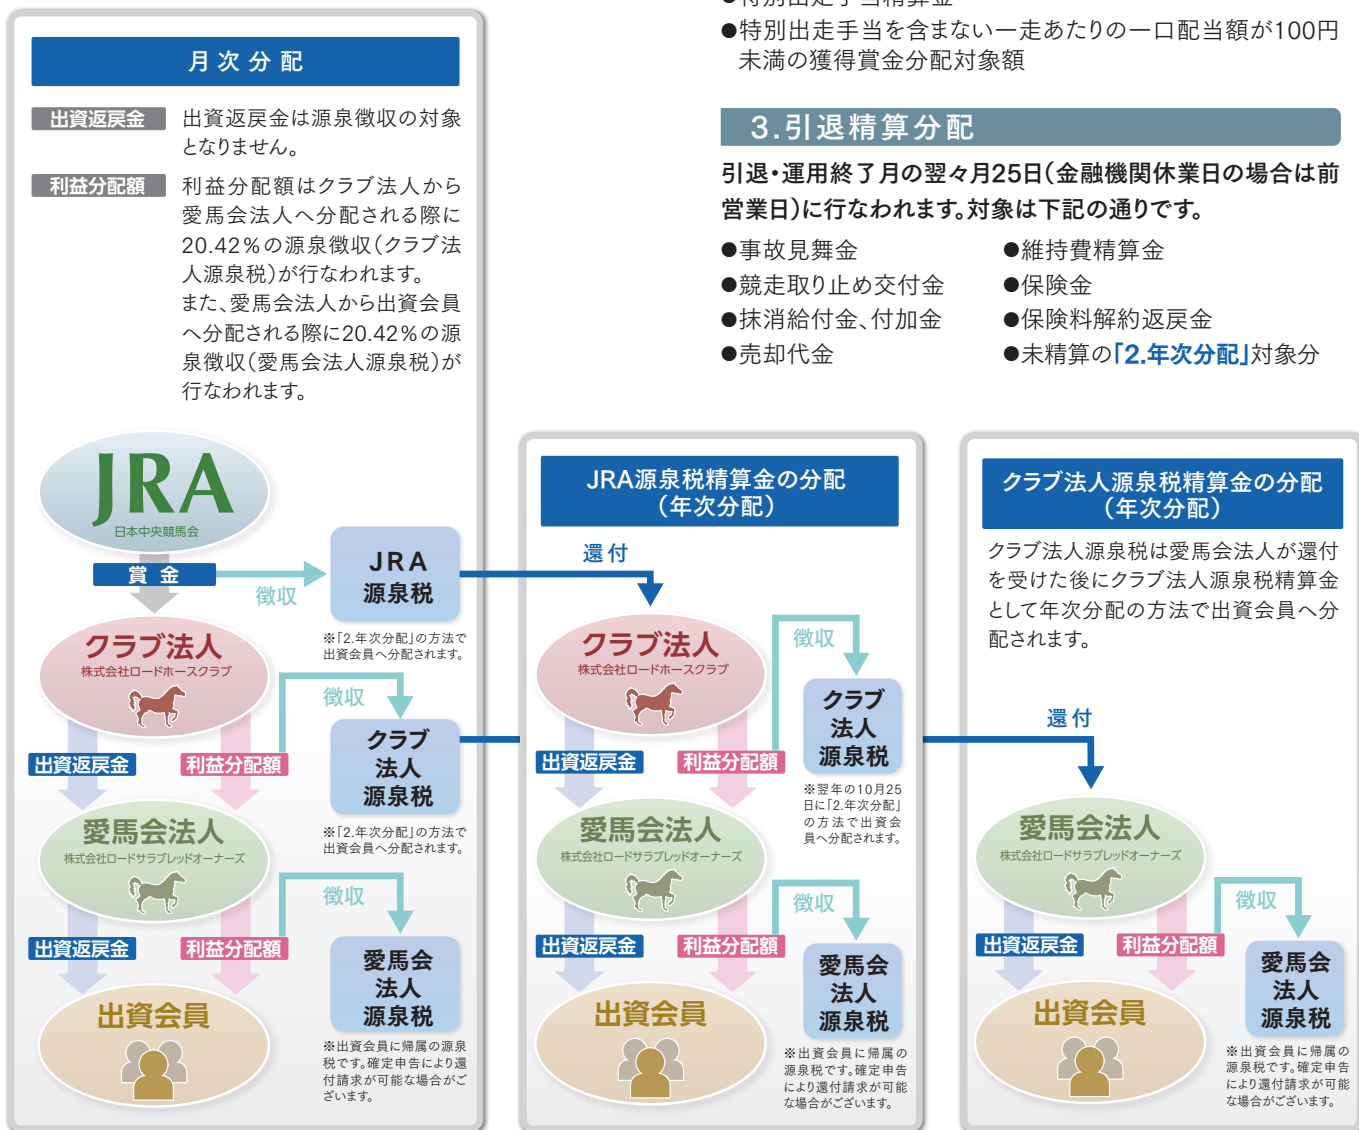 ●特別出走手当精算金
●特別出走手当を含まない一走あたりの一口配当額が100円
未満の獲得賞金分配対象額
3.引退精算分配
引退・運用終了月の翌々月25日(金融機関休業日の場合は前
営業日)に行なわれます。対象は下記の通りです。
●事故見舞金
●競走取り止め交付金
●抹消給付金、付加金
●売却代金
●維持費精算金
●保険金
●保険料解約返戻金
●未精算の「2.年次分配」対象分
月次分配
出資返戻金
出資返戻金は源泉徴収の対象
となりません。
利益分配額
利益分配額はクラブ法人から
愛馬会法人へ分配される際に
20.42%の源泉徴収(クラブ法
人源泉税)が行なわれます。
また、愛馬会法人から出資会員
へ分配される際に20.42%の源
泉徴収(愛馬会法人源泉税)が
行なわれます。
JRA
日本中央競馬会
賞金
徴収
JRA
源泉税
※「2.年次分配」の方法で
出資会員へ分配されます。
クラブ法人
株式会社ロードホースクラブ
徴収
クラブ
法人
源泉税
※「2.年次分配」の方法で
出資会員へ分配されます。
出資返戻金
利益分配額
愛馬会法人
株式会社ロードサラブレッドオーナーズ
徴収
出資返戻金
利益分配額
愛馬会
法人
源泉税
※出資会員に帰属の源泉
税です。確定申告により還
付請求が可能な場合がご
ざいます。
出資会員
JRA源泉税精算金の分配
(年次分配)
還付
クラブ法人
株式会社ロードホースクラブ
徴収
クラブ
法人
源泉税
※翌年の10月25
日に「2.年次分配」
の方法で出資会
員へ分配されます。
出資返戻金
利益分配額
愛馬会法人
株式会社ロードサラブレッドオーナーズ
徴収
出資返戻金
利益分配額
愛馬会
法人
源泉税
※出資会員に帰属の
源泉税です。確定申告
により還付請求が可能
な場合がございます。
出資会員
クラブ法人源泉税精算金の分配
(年次分配)
クラブ法人源泉税は愛馬会法人が還付
を受けた後にクラブ法人源泉税精算金
として年次分配の方法で出資会員へ分
配されます。
還付
愛馬会法人
株式会社ロードサラブレッドオーナーズ
徴収
出資返戻金
利益分配額
愛馬会
法人
源泉税
※出資会員に帰属の
源泉税です。確定申告
により還付請求が可能
な場合がございます。
出資会員